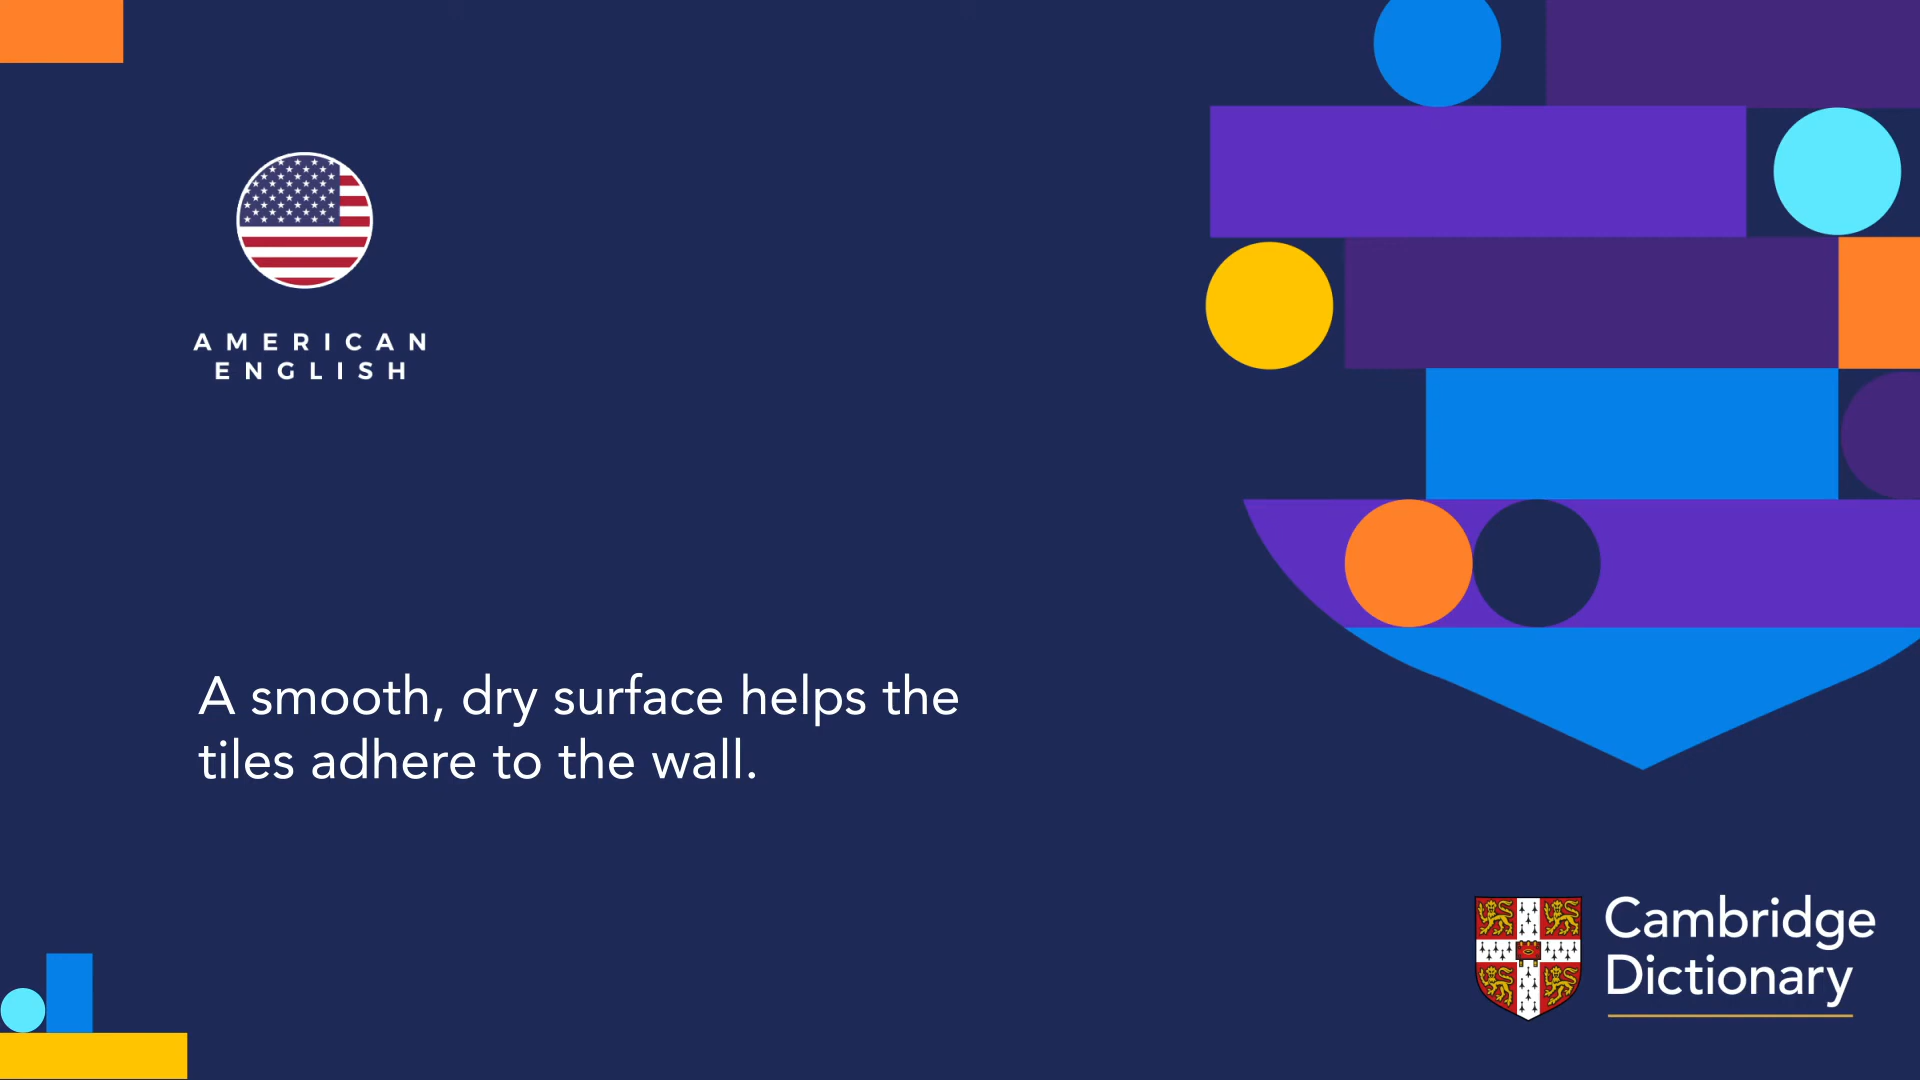 AMERICAN
ENGLISH
A smooth, dry surface helps the
tiles adhere to the wall.
Cambridge
Dictionary